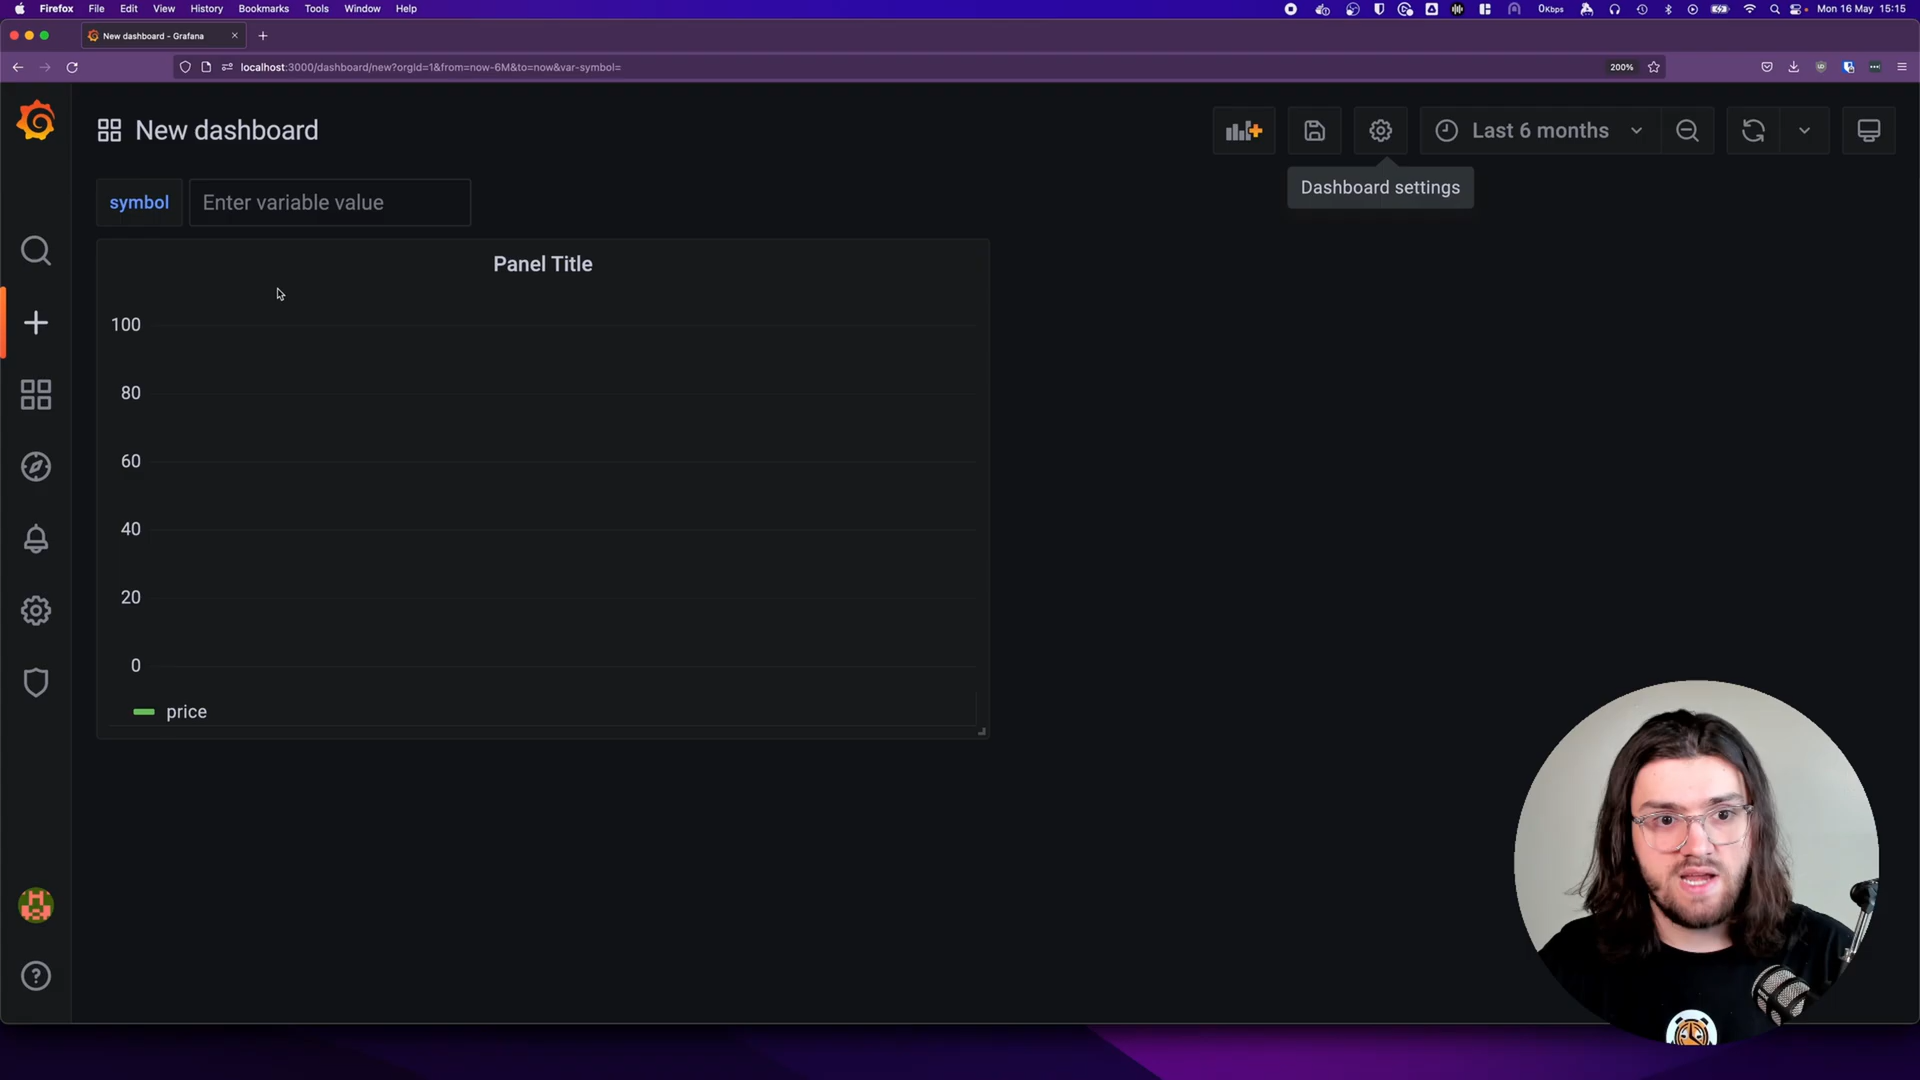 Firefox File Edit View History Bookmarks Tools Window Help 0Kbps Mon 16 May 15:15
New dashboard - Grafana
localhost:3000/dashboard/new?orgId=1&from=now-6M&to=now&var-symbol= 200%
New dashboard Last 6 months
Dashboard settings
symbol Enter variable value
Panel Title
100
80
60
40
20
0
price